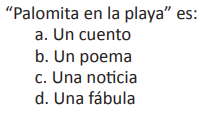 “Palomita en la playa” es:
a. Un cuento
b. Un poema
c. Una noticia
d. Una fábula